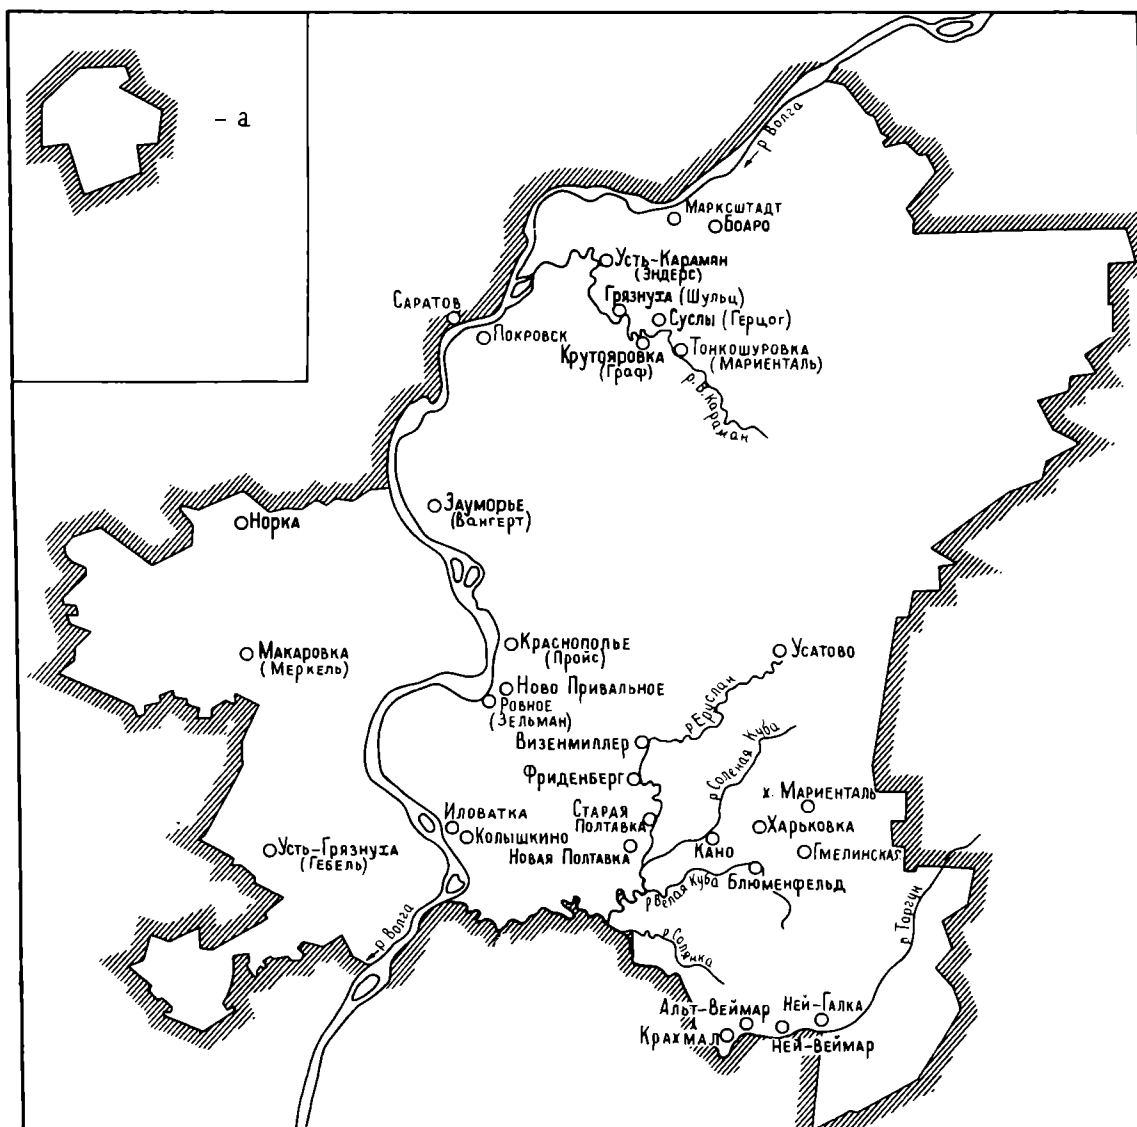 – а
р Волга
Марксштадт
Боаро
Усть-Караман
(Эндерс)
Грязнуха (Шульц)
Саратов
Суслы (Герцог)
Покровск
Крутояровка
(Граф)
Тонкошуровка
(Мариенталь)
р. В. Караман
Зауморье
(Вангерт)
Норка
Краснополье
(Пройс)
Усатово
Макаровка
(Меркель)
Ново Привальное
Ровное
(Зельман)
р Еруслан
Визенмиллер
р Соленая Куба
Фриденберг
х. Мариенталь
Иловатка
Колышкино
Старая
Полтавка
Харьковка
Новая Полтавка
Кано
Гмелинская
Усть-Грязнуха
(Гебель)
р Белая Куба
Блюменфельд
р Волга
р Солянка
р Торгун
Альт-Веймар
Ней-Галка
х
Крахмал
Ней-Веймар